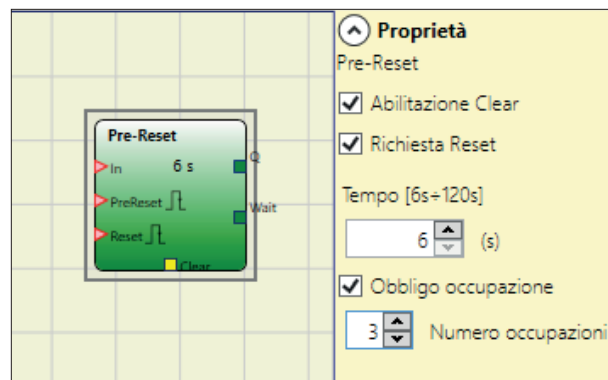 Pre-Reset
In
6 s
Q
PreReset
Wait
Reset
Clear
Proprietà
Pre-Reset
Abilitazione Clear
Richiesta Reset
Tempo [6s÷120s]
6 (s)
Obbligo occupazione
3 Numero occupazioni